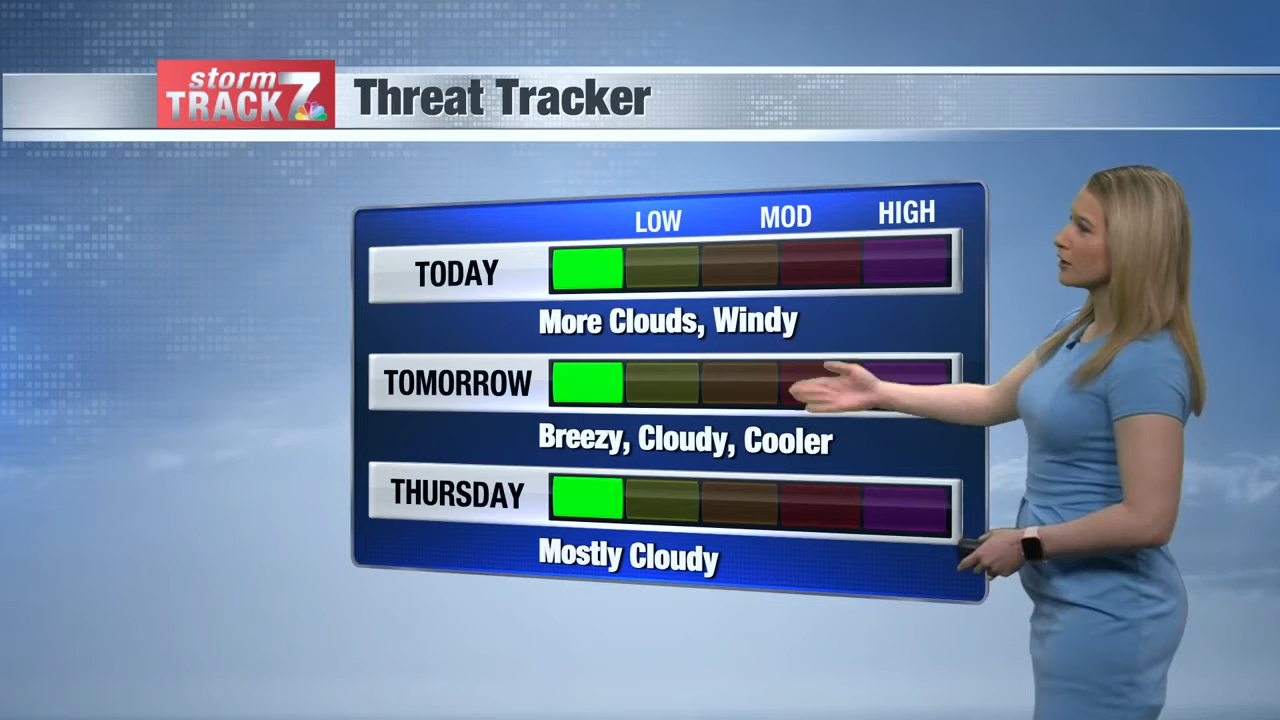 storm
TRACK 7
Threat Tracker
LOW MOD HIGH
TODAY
More Clouds, Windy
TOMORROW
Breezy, Cloudy, Cooler
THURSDAY
Mostly Cloudy